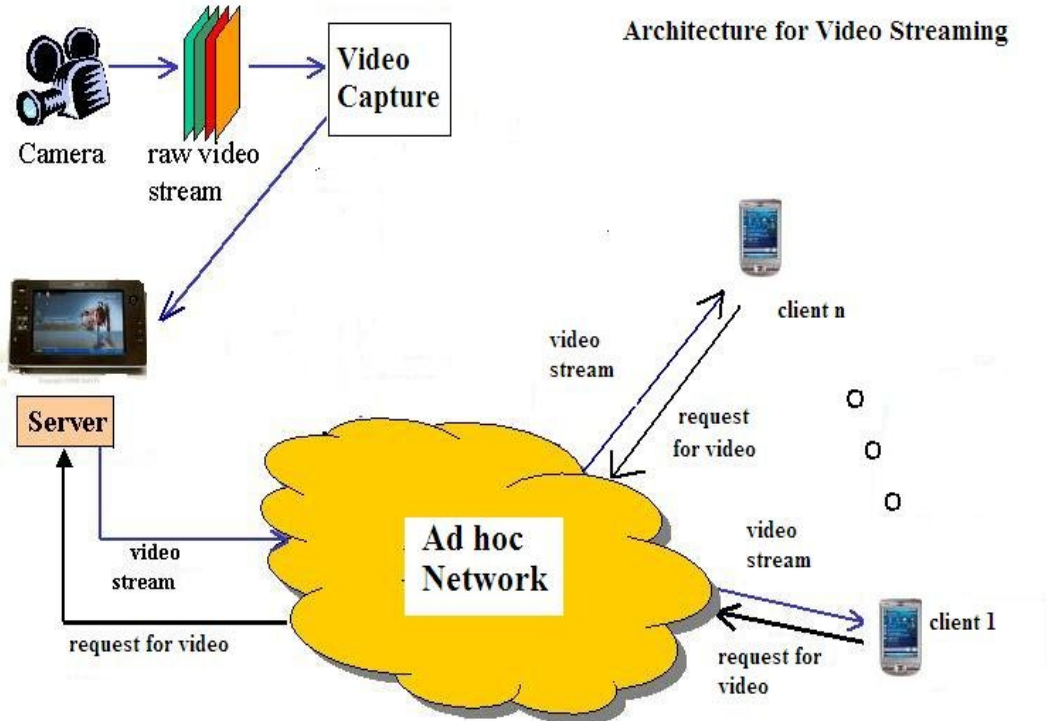 Architecture for Video Streaming
Video
Capture
Camera
raw video
stream
client n
video
stream
request
for video
Server
Ad hoc
Network
video
stream
request for video
video
stream
client 1
request for
video